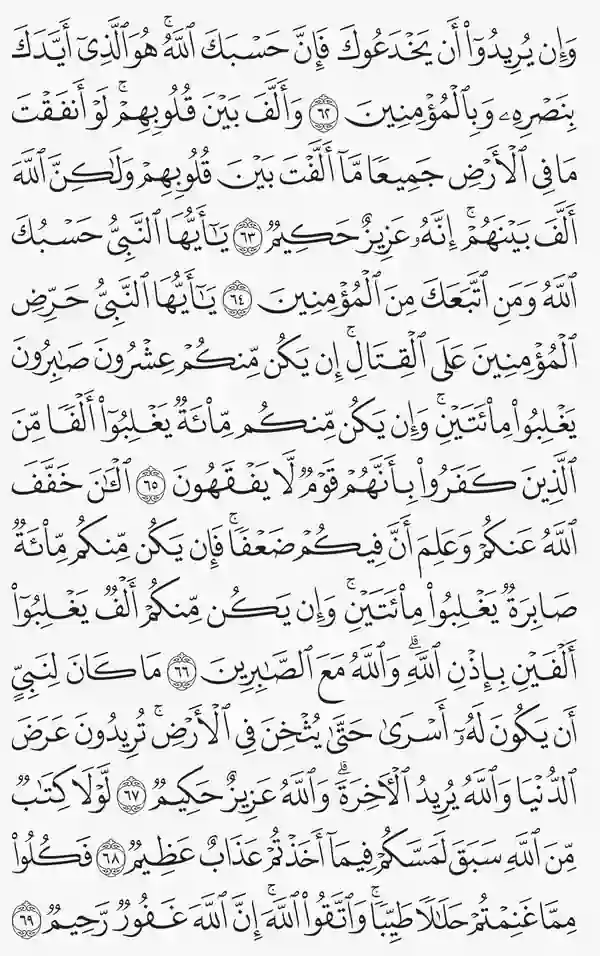 وَإِن يُرِيدُوٓا۟ أَن يَخْدَعُوكَ فَإِنَّ حَسْبَكَ ٱللَّهُ ۚ هُوَ ٱلَّذِىٓ أَيَّدَكَ
بِنَصْرِهِۦ وَبِٱلْمُؤْمِنِينَ ٦٢ وَأَلَّفَ بَيْنَ قُلُوبِهِمْ ۚ لَوْ أَنفَقْتَ
مَا فِى ٱلْأَرْضِ جَمِيعًا مَّآ أَلَّفْتَ بَيْنَ قُلُوبِهِمْ وَلَـٰكِنَّ ٱللَّهَ
أَلَّفَ بَيْنَهُمْ ۚ إِنَّهُۥ عَزِيزٌ حَكِيمٌ ٦٣ يَـٰٓأَيُّهَا ٱلنَّبِىُّ حَسْبُكَ
ٱللَّهُ وَمَنِ ٱتَّبَعَكَ مِنَ ٱلْمُؤْمِنِينَ ٦٤ يَـٰٓأَيُّهَا ٱلنَّبِىُّ حَرِّضِ
ٱلْمُؤْمِنِينَ عَلَى ٱلْقِتَالِ ۚ إِن يَكُن مِّنكُمْ عِشْرُونَ صَـٰبِرُونَ
يَغْلِبُوا۟ مِا۟ئَتَيْنِ ۚ وَإِن يَكُن مِّنكُم مِّا۟ئَةٌ يَغْلِبُوٓا۟ أَلْفًا مِّنَ
ٱلَّذِينَ كَفَرُوا۟ بِأَنَّهُمْ قَوْمٌ لَّا يَفْقَهُونَ ٦٥ ٱلْـَٔـٰنَ خَفَّفَ
ٱللَّهُ عَنكُمْ وَعَلِمَ أَنَّ فِيكُمْ ضَعْفًا ۚ فَإِن يَكُن مِّنكُم مِّا۟ئَةٌ
صَابِرَةٌ يَغْلِبُوا۟ مِا۟ئَتَيْنِ ۚ وَإِن يَكُن مِّنكُمْ أَلْفٌ يَغْلِبُوٓا۟
أَلْفَيْنِ بِإِذْنِ ٱللَّهِ ۗ وَٱللَّهُ مَعَ ٱلصَّـٰبِرِينَ ٦٦ مَا كَانَ لِنَبِىٍّ
أَن يَكُونَ لَهُۥٓ أَسْرَىٰ حَتَّىٰ يُثْخِنَ فِى ٱلْأَرْضِ ۚ تُرِيدُونَ عَرَضَ
ٱلدُّنْيَا وَٱللَّهُ يُرِيدُ ٱلْـَٔاخِرَةَ ۗ وَٱللَّهُ عَزِيزٌ حَكِيمٌ ٦٧ لَّوْلَا كِتَـٰبٌ
مِّنَ ٱللَّهِ سَبَقَ لَمَسَّكُمْ فِيمَآ أَخَذْتُمْ عَذَابٌ عَظِيمٌ ٦٨ فَكُلُوا۟
مِمَّا غَنِمْتُمْ حَلَـٰلًا طَيِّبًا ۚ وَٱتَّقُوا۟ ٱللَّهَ ۚ إِنَّ ٱللَّهَ غَفُورٌ رَّحِيمٌ ٦٩